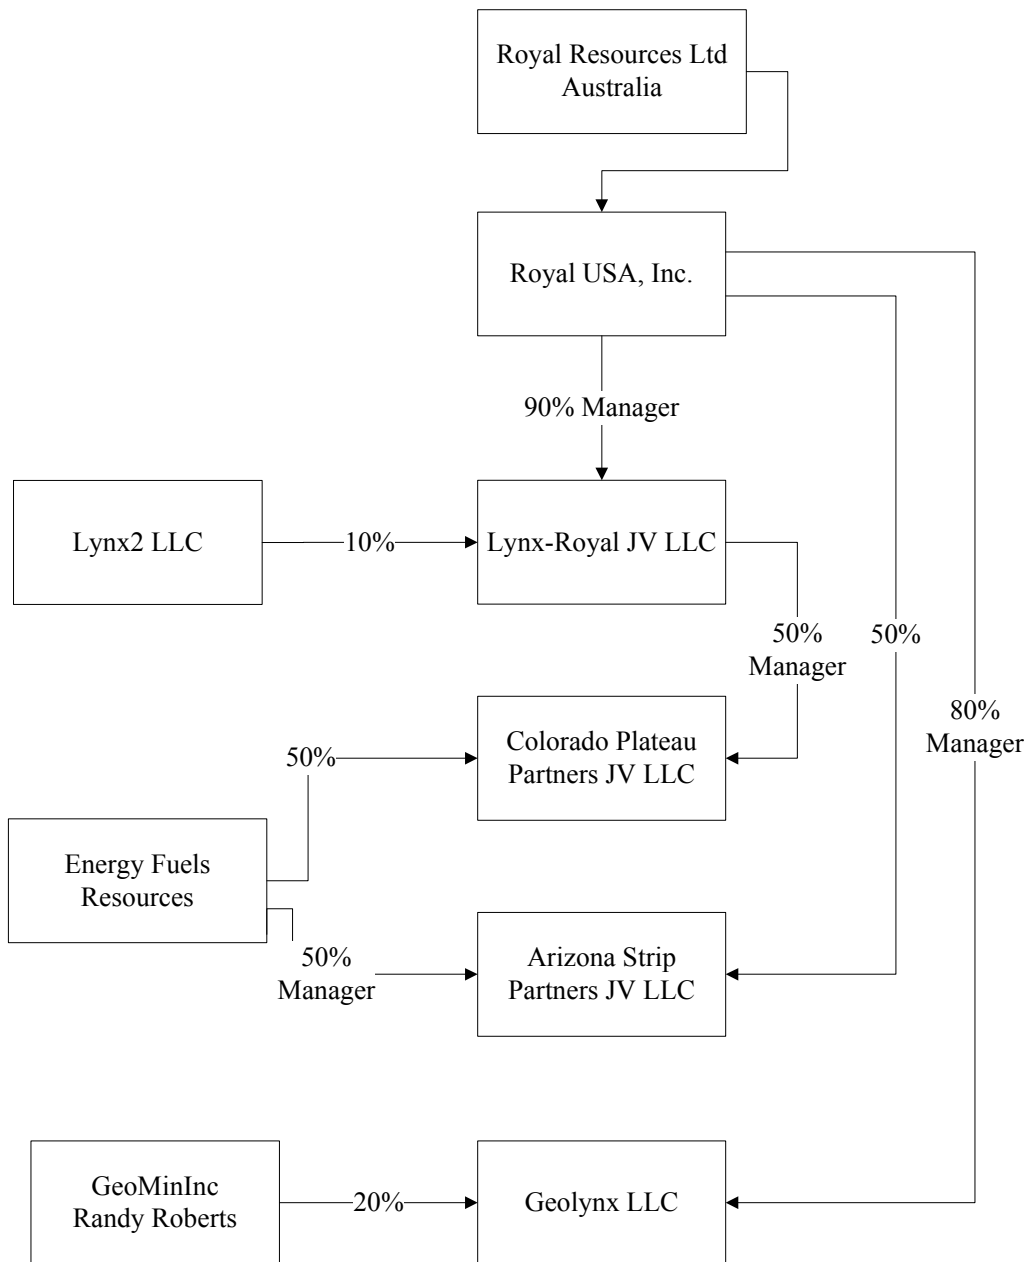 Royal Resources Ltd
Australia
Royal USA, Inc.
90% Manager
Lynx2 LLC
10%
Lynx-Royal JV LLC
50%
Manager
50%
80%
Manager
50%
Colorado Plateau
Partners JV LLC
Energy Fuels
Resources
50%
Manager
Arizona Strip
Partners JV LLC
GeoMinInc
Randy Roberts
20%
Geolynx LLC